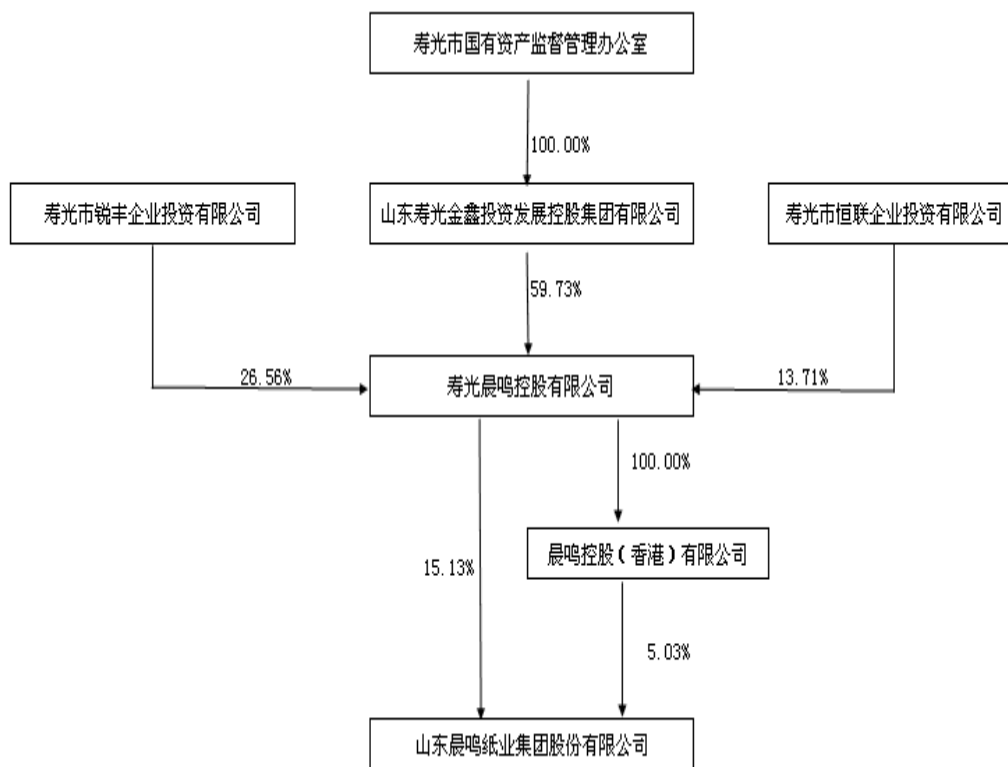 寿光市国有资产监督管理办公室
100.00%
寿光市锐丰企业投资有限公司
山东寿光金鑫投资发展控股集团有限公司
寿光市恒联企业投资有限公司
59.73%
26.56%
寿光晨鸣控股有限公司
13.71%
100.00%
晨鸣控股（香港）有限公司
15.13%
5.03%
山东晨鸣纸业集团股份有限公司